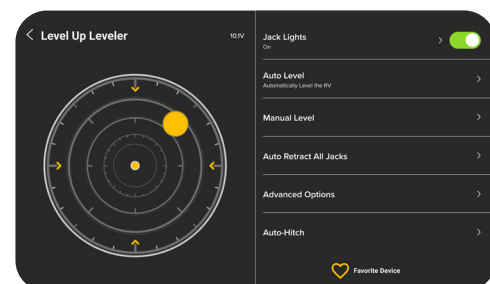 Level Up Leveler
10.1V
Jack Lights
On
Auto Level
Automatically Level the RV
Manual Level
Auto Retract All Jacks
Advanced Options
Auto-Hitch
Favorite Device